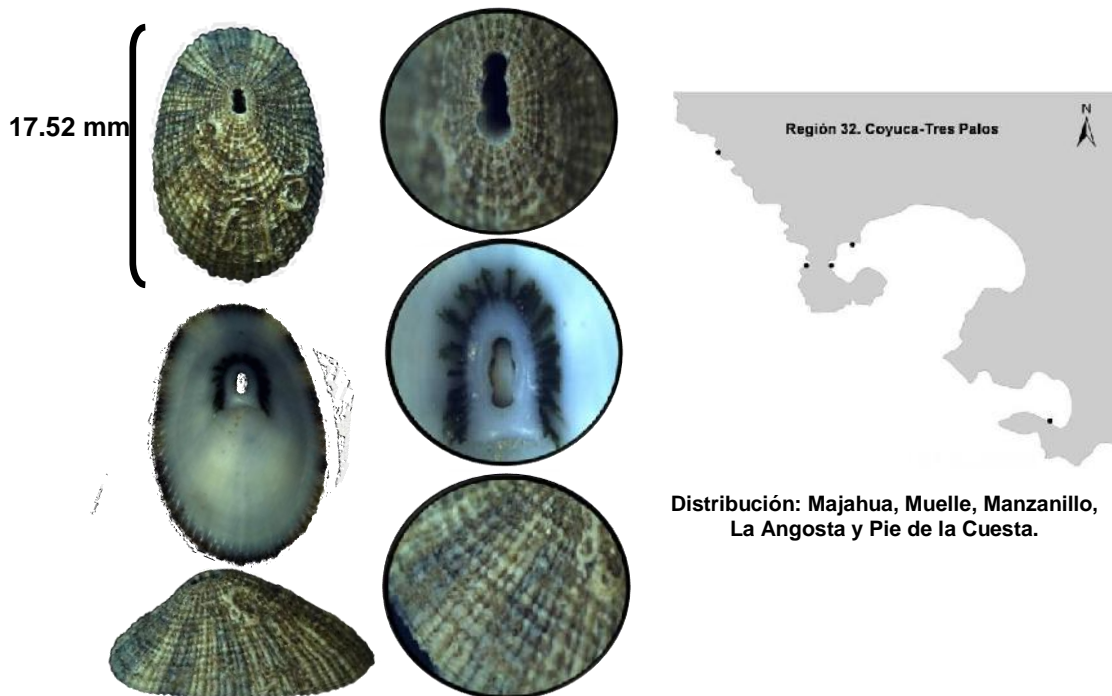 17.52 mm
Región 32. Coyuca-Tres Palos
N
Distribución: Majahua, Muelle, Manzanillo,
La Angosta y Pie de la Cuesta.